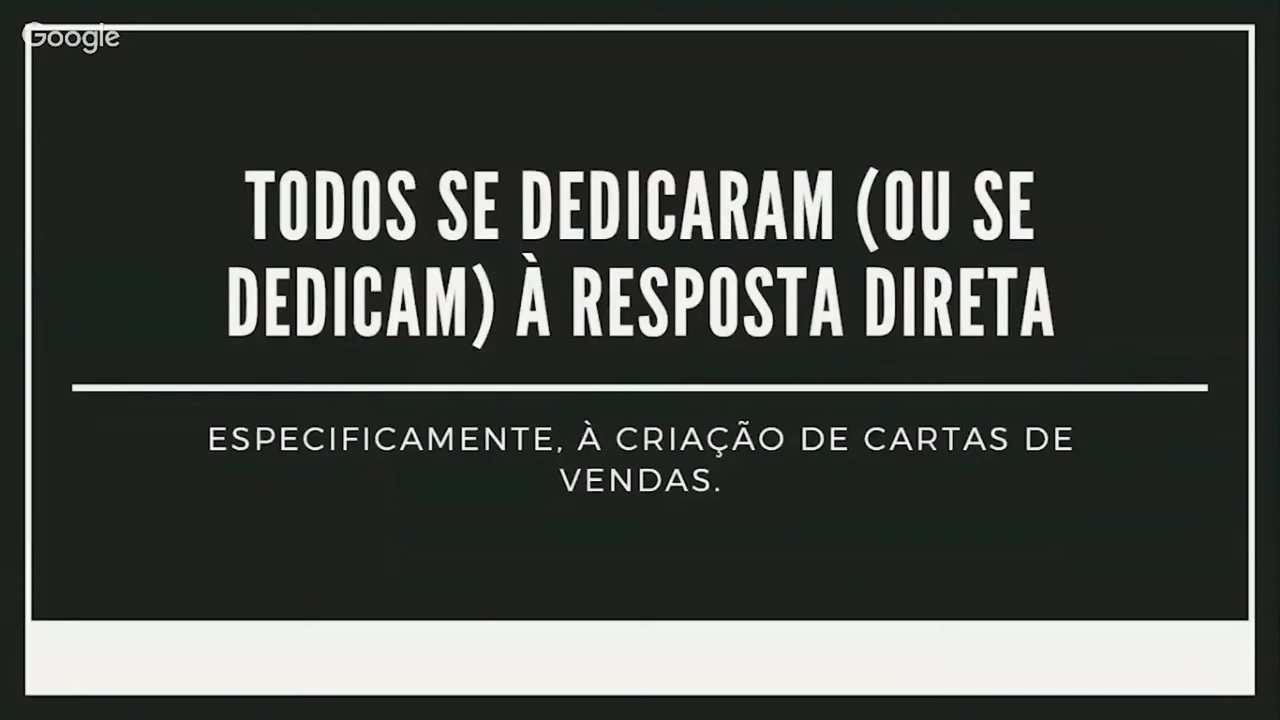 Google
TODOS SE DEDICARAM (OU SE
DEDICAM) À RESPOSTA DIRETA
ESPECIFICAMENTE, À CRIAÇÃO DE CARTAS DE
VENDAS.